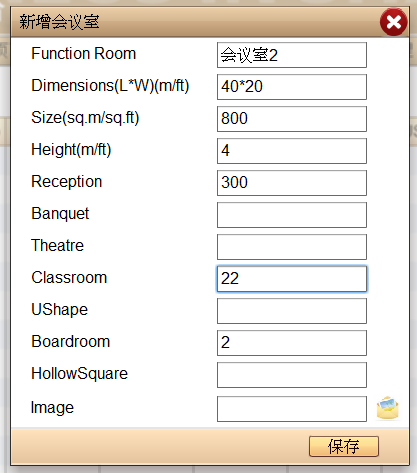 新增会议室
Function Room 会议室2
Dimensions(L*W)(m/ft) 40*20
Size(sq.m/sq.ft) 800
Height(m/ft) 4
Reception 300
Banquet
Theatre
Classroom 22
UShape
Boardroom 2
HollowSquare
Image
保存